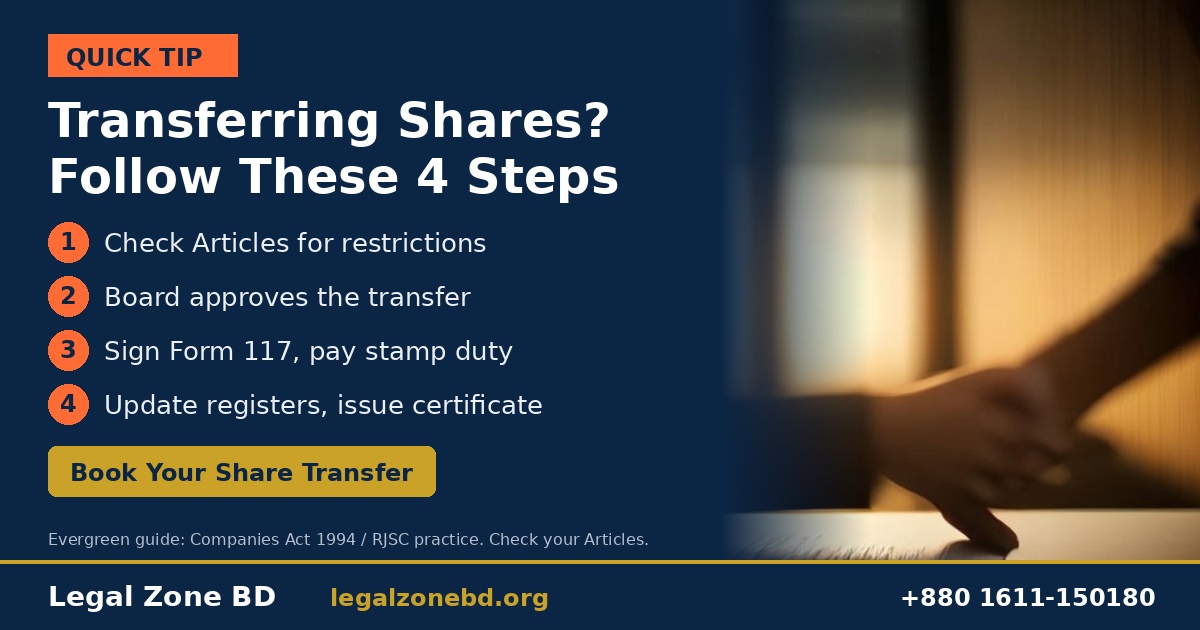 QUICK TIP
Transferring Shares?
Follow These 4 Steps
1 Check Articles for restrictions
2 Board approves the transfer
3 Sign Form 117, pay stamp duty
4 Update registers, issue certificate
Book Your Share Transfer
Evergreen guide: Companies Act 1994 / RJSC practice. Check your Articles.
Legal Zone BD legalzonebd.org +880 1611-150180